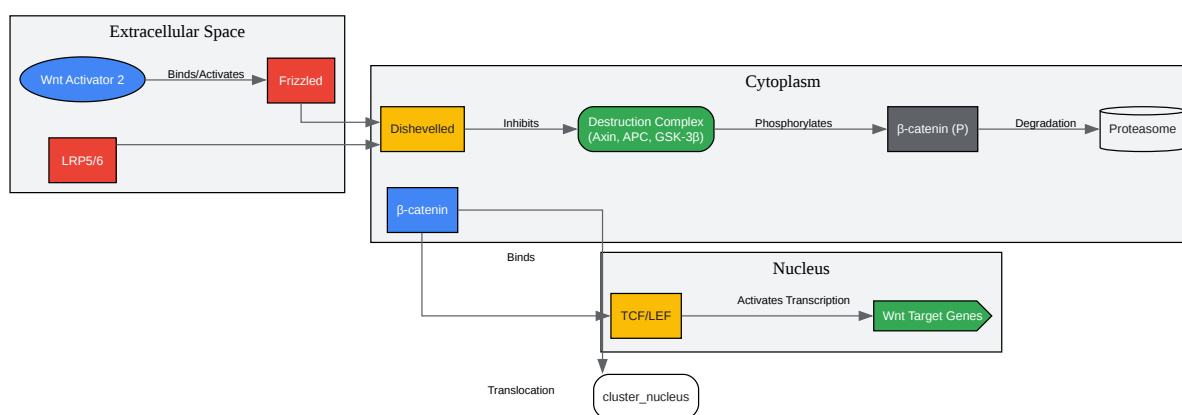 Extracellular Space
Wnt Activator 2
Binds/Activates
Frizzled
LRP5/6
Cytoplasm
Dishevelled
Inhibits
Destruction Complex
(Axin, APC, GSK-3β)
Phosphorylates
β-catenin (P)
Degradation
Proteasome
β-catenin
Binds
Nucleus
TCF/LEF
Activates Transcription
Wnt Target Genes
Translocation
cluster_nucleus